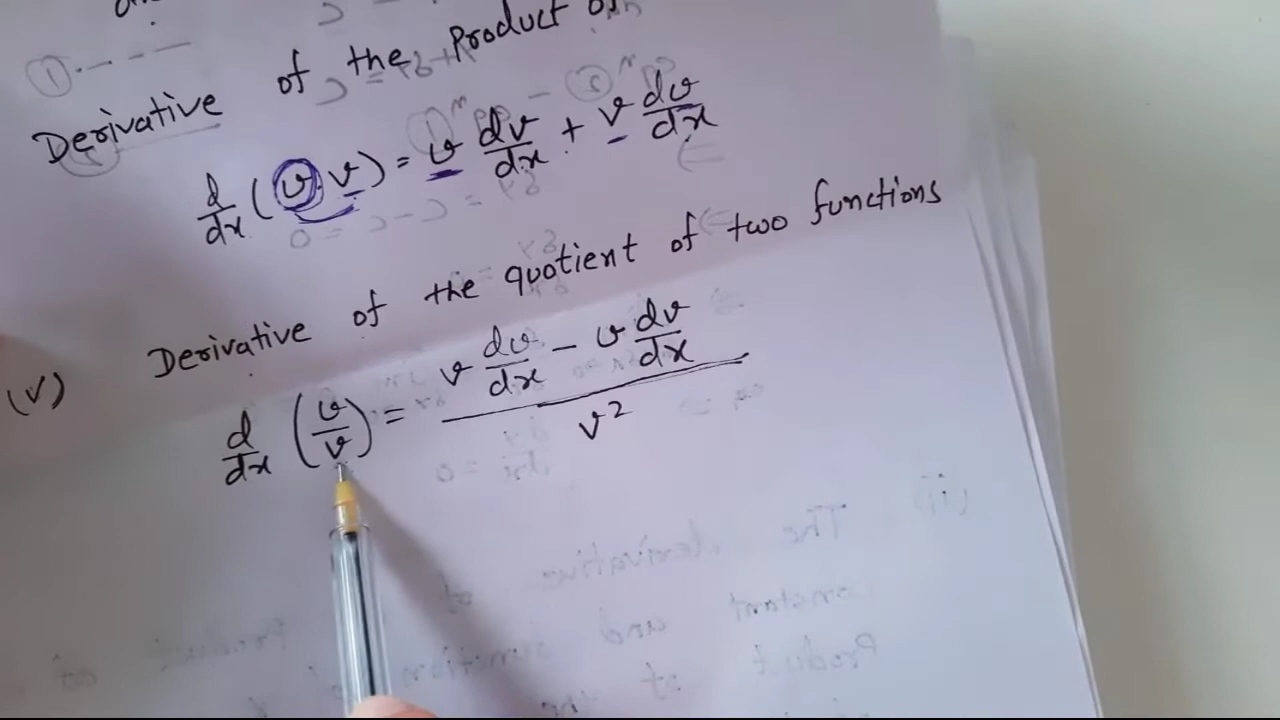 Derivative of the Product of
d/dx (u.v) = u dv/dx + v du/dx
(V) Derivative of the quotient of two functions
d/dx (u/v) = (v du/dx - u dv/dx) / v²